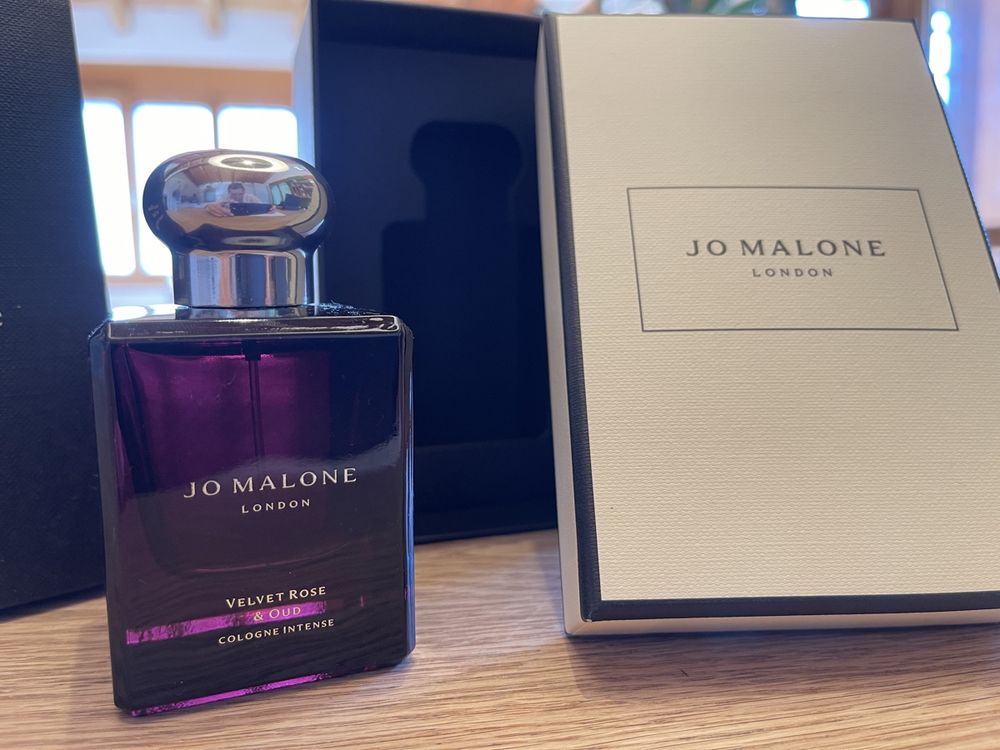 JO MALONE
LONDON
VELVET ROSE
& OUD
COLOGNE INTENSE
JO MALONE
LONDON